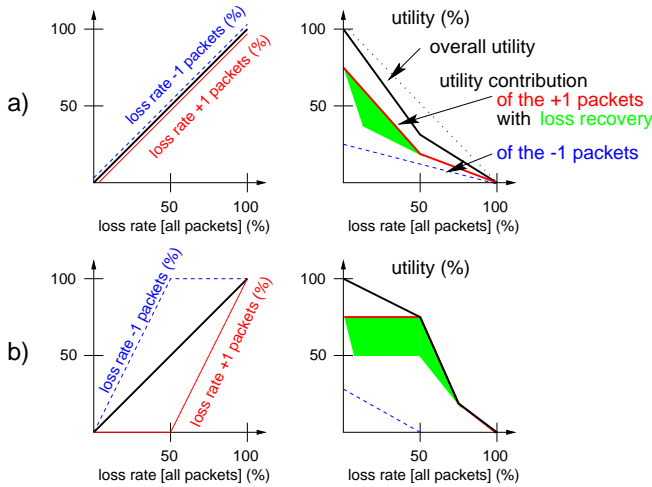 a)
100
50
loss rate -1 packets (%)
loss rate +1 packets (%)
50
100
loss rate [all packets] (%)
(%)
utility (%)
100
50
overall utility
utility contribution
of the +1 packets
with loss recovery
of the -1 packets
50
100
loss rate [all packets] (%)
b)
100
50
loss rate -1 packets (%)
loss rate +1 packets (%)
50
100
loss rate [all packets] (%)
utility (%)
100
50
50
100
loss rate [all packets] (%)